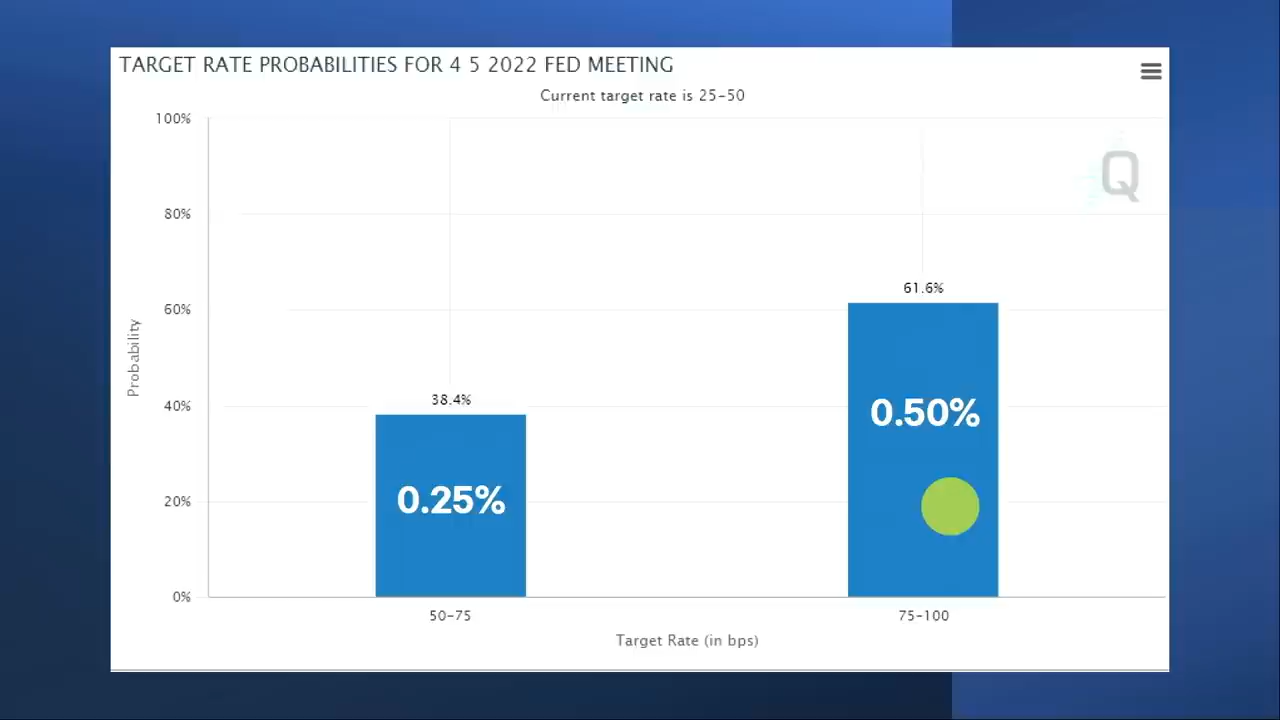 TARGET RATE PROBABILITIES FOR 4 5 2022 FED MEETING
Current target rate is 25-50
100%
80%
60%
40%
20%
0%
Probability
Q
38.4%
0.25%
61.6%
0.50%
50-75
75-100
Target Rate (in bps)